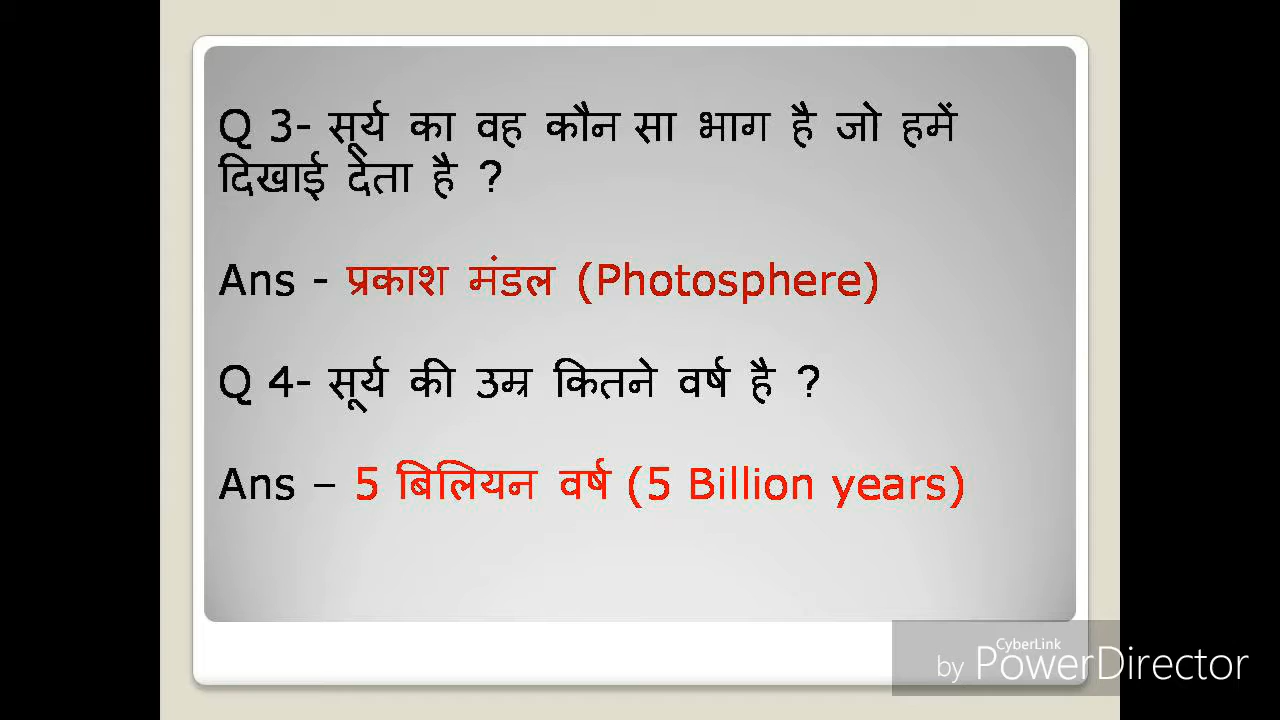 Q 3- सूर्य का वह कौन सा भाग है जो हमें
दिखाई देता है ?
Ans - प्रकाश मंडल (Photosphere)
Q 4- सूर्य की उम्र कितने वर्ष है ?
Ans – 5 बिलियन वर्ष (5 Billion years)
CyberLink
by PowerDirector